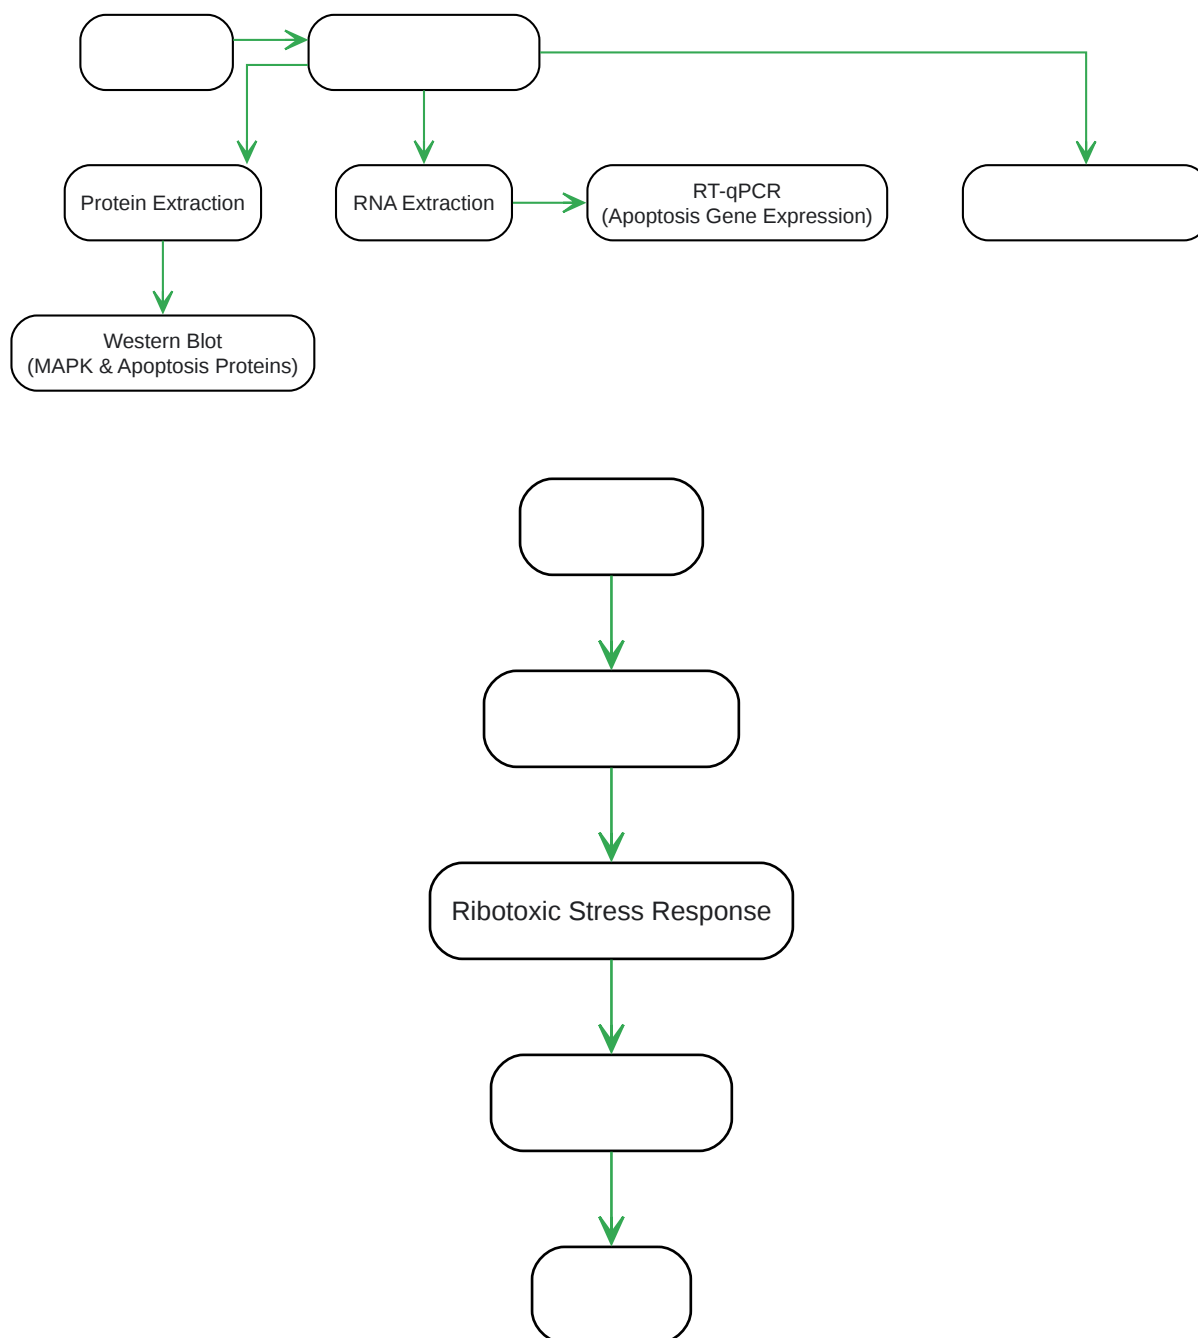 Protein Extraction
RNA Extraction
RT-qPCR
(Apoptosis Gene Expression)
Western Blot
(MAPK & Apoptosis Proteins)
Ribotoxic Stress Response